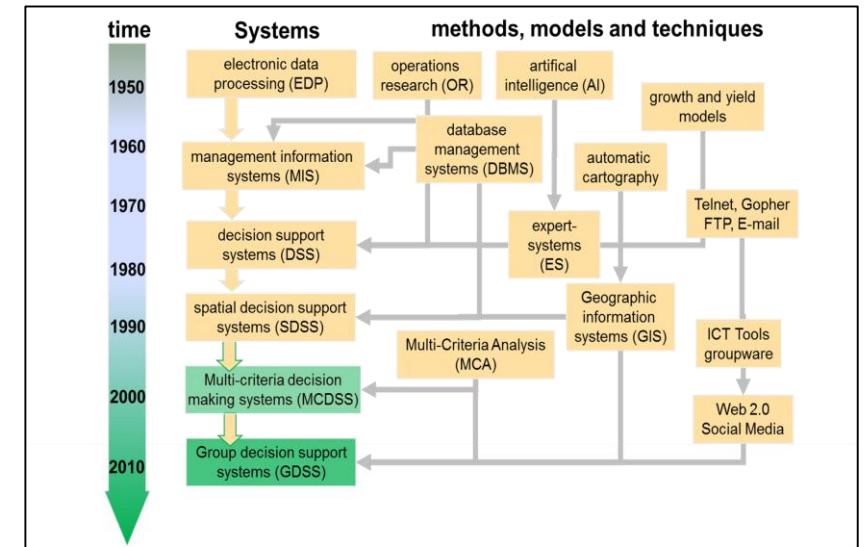 time
Systems
methods, models and techniques
1950
1960
1970
1980
1990
2000
2010
electronic data
processing (EDP)
management information
systems (MIS)
decision support
systems (DSS)
spatial decision support
systems (SDSS)
Multi-criteria decision
making systems (MCDSS)
Group decision support
systems (GDSS)
operations
research (OR)
artifical
intelligence (AI)
growth and yield
models
database
management
systems (DBMS)
automatic
cartography
Telnet, Gopher
FTP, E-mail
expert-
systems
(ES)
Geographic
information
systems (GIS)
Multi-Criteria Analysis
(MCA)
ICT Tools
groupware
Web 2.0
Social Media